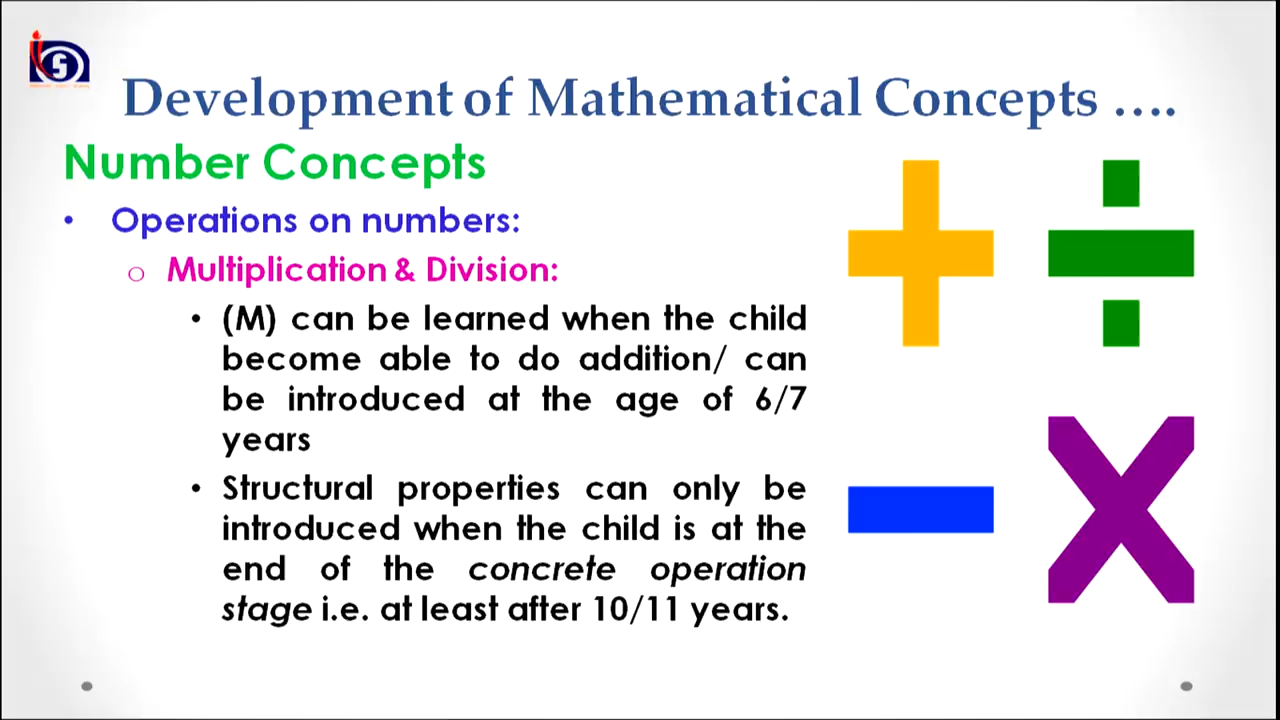 Development of Mathematical Concepts ….
Number Concepts
• Operations on numbers:
o Multiplication & Division:
• (M) can be learned when the child
become able to do addition/ can
be introduced at the age of 6/7
years
• Structural properties can only be
introduced when the child is at the
end of the concrete operation
stage i.e. at least after 10/11 years.